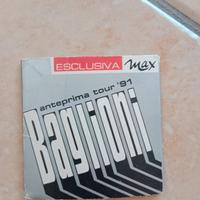 ESCLUSIVA max
anteprima tour '91
Baglioni